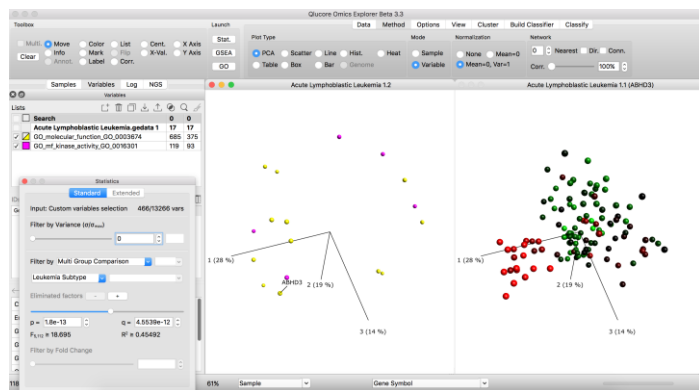 Qlucore Omics Explorer Beta 3.3
Toolbox
Launch
Data Method Options View Cluster Build Classifier Classify
Multi. Move Color List Cent. X Axis
Info Mark Flip X-Val. Y Axis
Clear Annot. Label Corr.
Stat.
GSEA
GO
Plot Type
PCA Scatter Line Hist. Heat
Table Box Bar Genome
Mode
Sample
Variable
Normalization
None Mean=0
Mean=0, Var=1
Network
0 Nearest Dir. Conn.
Corr. 100%
Samples Variables Log NGS
Variables
Lists
Search 0 0
Acute Lymphoblastic Leukemia.gedata 1 17 17
GO_molecular_function_GO_0003674 685 375
GO_mf_kinase_activity_GO_0016301 119 93
Statistics
Standard Extended
Input: Custom variables selection 466/13266 vars
Filter by Variance (σ/σmax)
0
Filter by Multi Group Comparison
Leukemia Subtype
Eliminated factors - +
p = 1.8e-13 q = 4.5539e-12
R² = 0.45492
Filter by Fold Change
Acute Lymphoblastic Leukemia 1.2
1 (28 %)
2 (19 %)
ABHD3
3 (14 %)
Acute Lymphoblastic Leukemia 1.1 (ABHD3)
1 (28 %)
2 (19 %)
3 (14 %)
118
61% Sample Gene Symbol